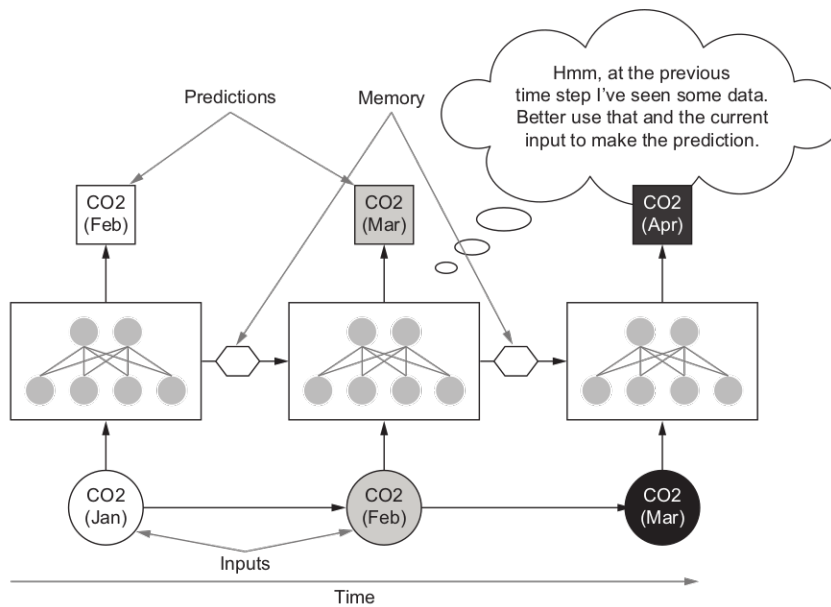 Hmm, at the previous
time step I've seen some data.
Better use that and the current
input to make the prediction.
Predictions
Memory
CO2
(Feb)
CO2
(Mar)
CO2
(Apr)
CO2
(Jan)
CO2
(Feb)
CO2
(Mar)
Inputs
Time